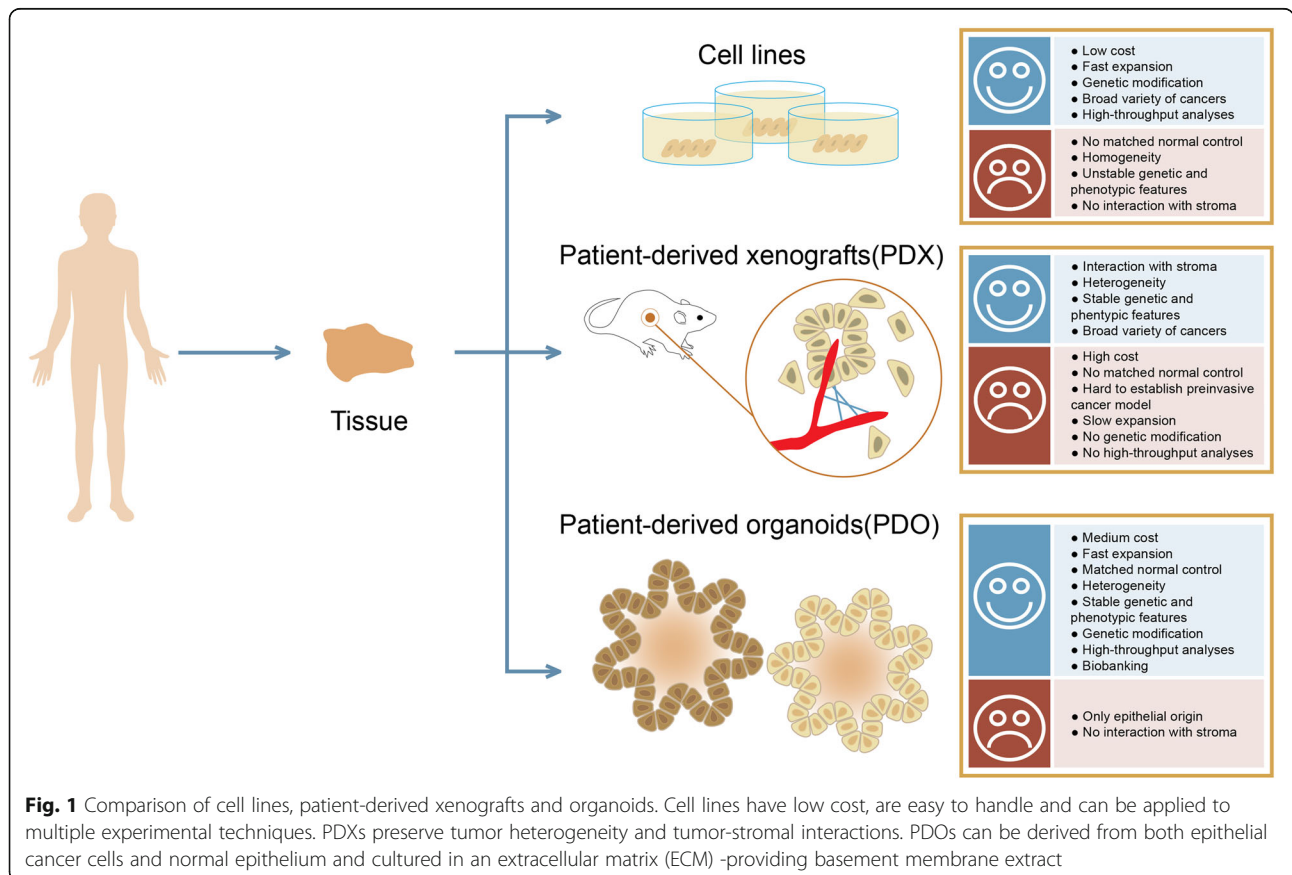 Cell lines
● Low cost
● Fast expansion
● Genetic modification
● Broad variety of cancers
● High-throughput analyses
● No matched normal control
● Homogeneity
● Unstable genetic and
phenotypic features
● No interaction with stroma
Tissue
Patient-derived xenografts(PDX)
● Interaction with stroma
● Heterogeneity
● Stable genetic and
phentypic features
● Broad variety of cancers
● High cost
● No matched normal control
● Hard to establish preinvasive
cancer model
● Slow expansion
● No genetic modification
● No high-throughput analyses
Patient-derived organoids(PDO)
● Medium cost
● Fast expansion
● Matched normal control
● Heterogeneity
● Stable genetic and
phenotypic features
● Genetic modification
● High-throughput analyses
● Biobanking
● Only epithelial origin
● No interaction with stroma
Fig. 1 Comparison of cell lines, patient-derived xenografts and organoids. Cell lines have low cost, are easy to handle and can be applied to
multiple experimental techniques. PDXs preserve tumor heterogeneity and tumor-stromal interactions. PDOs can be derived from both epithelial
cancer cells and normal epithelium and cultured in an extracellular matrix (ECM) -providing basement membrane extract